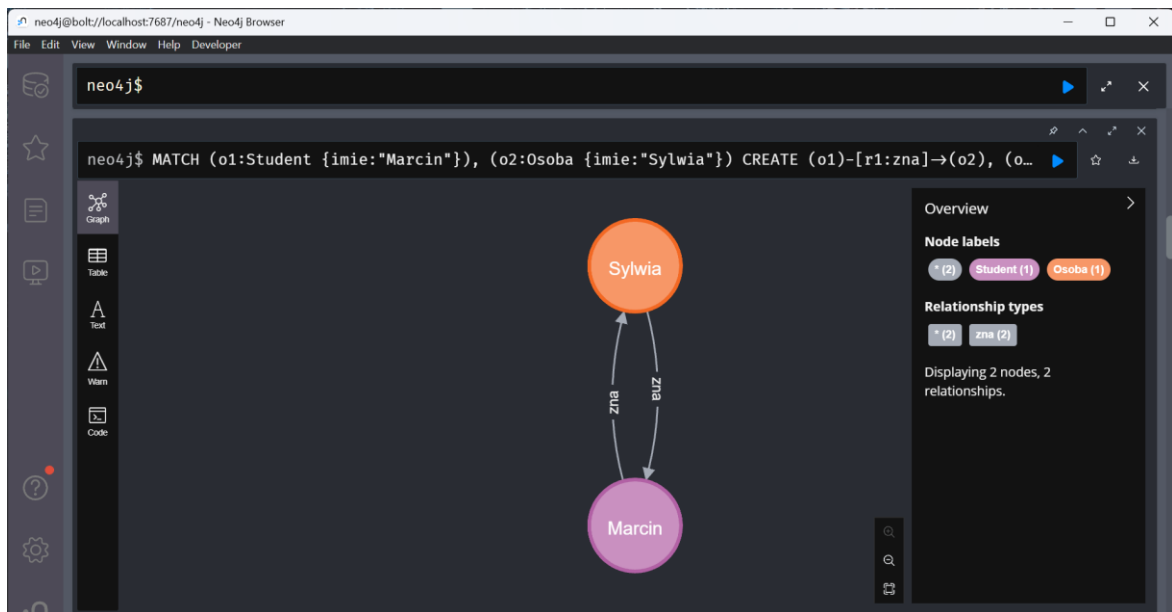 neo4j@bolt://localhost:7687/neo4j - Neo4j Browser
File Edit View Window Help Developer
neo4j$
neo4j$ MATCH (o1:Student {imie:"Marcin"}), (o2:Osoba {imie:"Sylwia"}) CREATE (o1)-[r1:zna]→(o2), (o…
Graph
Table
Text
Warn
Code
Sylwia
zna
zna
Marcin
Overview
Node labels
* (2) Student (1) Osoba (1)
Relationship types
* (2) zna (2)
Displaying 2 nodes, 2
relationships.